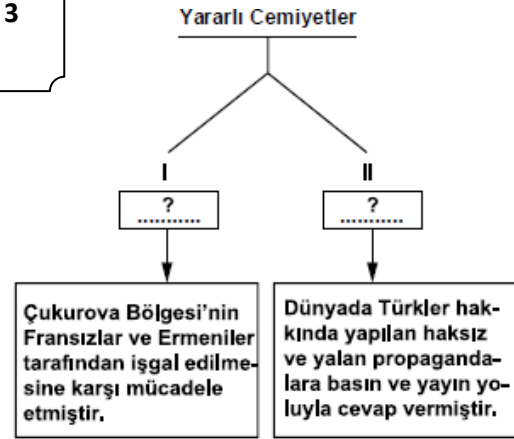 3
Yararlı Cemiyetler
I
?
...........
II
?
...........
Çukurova Bölgesi'nin
Fransızlar ve Ermeniler
tarafından işgal edilme-
sine karşı mücadele
etmiştir.
Dünyada Türkler hak-
kında yapılan haksız
ve yalan propaganda-
lara basın ve yayın yo-
luyla cevap vermiştir.